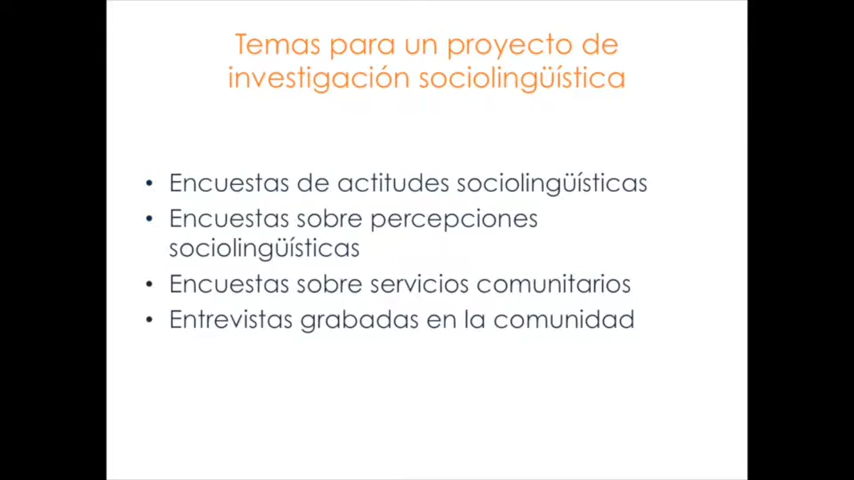 Temas para un proyecto de
investigación sociolingüística
• Encuestas de actitudes sociolingüísticas
• Encuestas sobre percepciones
sociolingüísticas
• Encuestas sobre servicios comunitarios
• Entrevistas grabadas en la comunidad